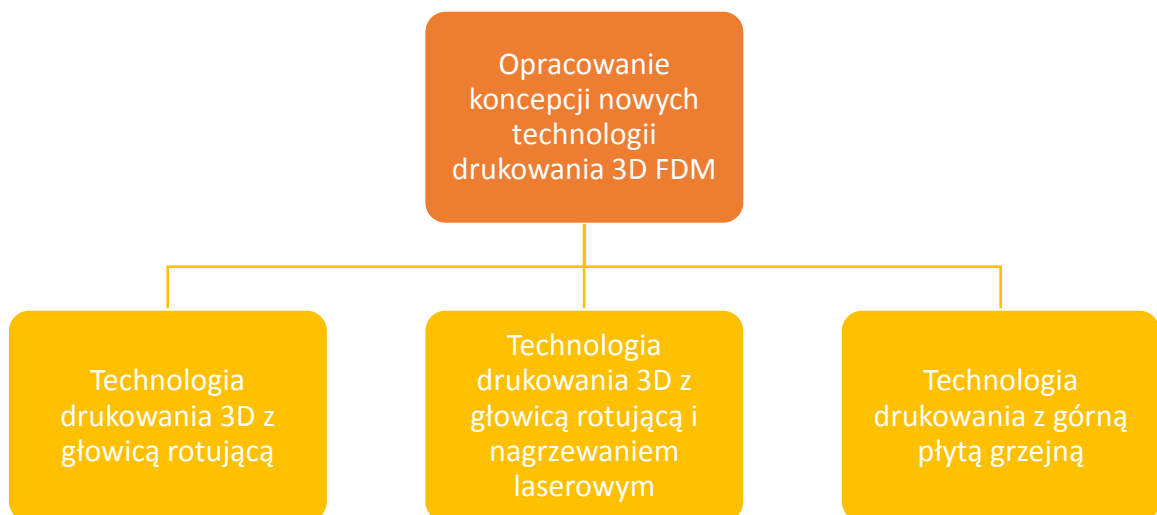 Opracowanie
koncepcji nowych
technologii
drukowania 3D FDM
Technologia
drukowania 3D z
głowicą rotującą
Technologia
drukowania 3D z
głowicą rotującą i
nagrzewaniem
laserowym
Technologia
drukowania z górną
płytą grzejną